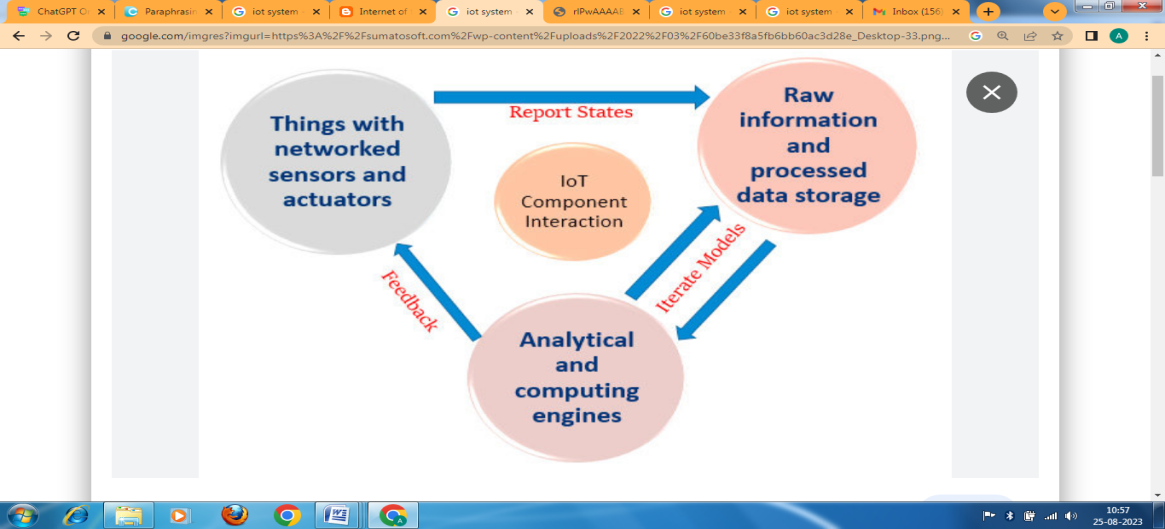 ChatGPT O
Paraphrasin
iot system
Internet of
iot system
rIPwAAAAB
iot system
iot system
Inbox (156)
google.com/imgres?imgurl=https%3A%2F%2Fsumatosoft.com%2Fwp-content%2Fuploads%2F2022%2F03%2F60be33f8a5fb6bb60ac3d28e_Desktop-33.png...
A
Things with
networked
sensors and
actuators
Report States
Raw
information
and
processed
data storage
IoT
Component
Interaction
Iterate Models
Feedback
Analytical
and
computing
engines
10:57
25-08-2023